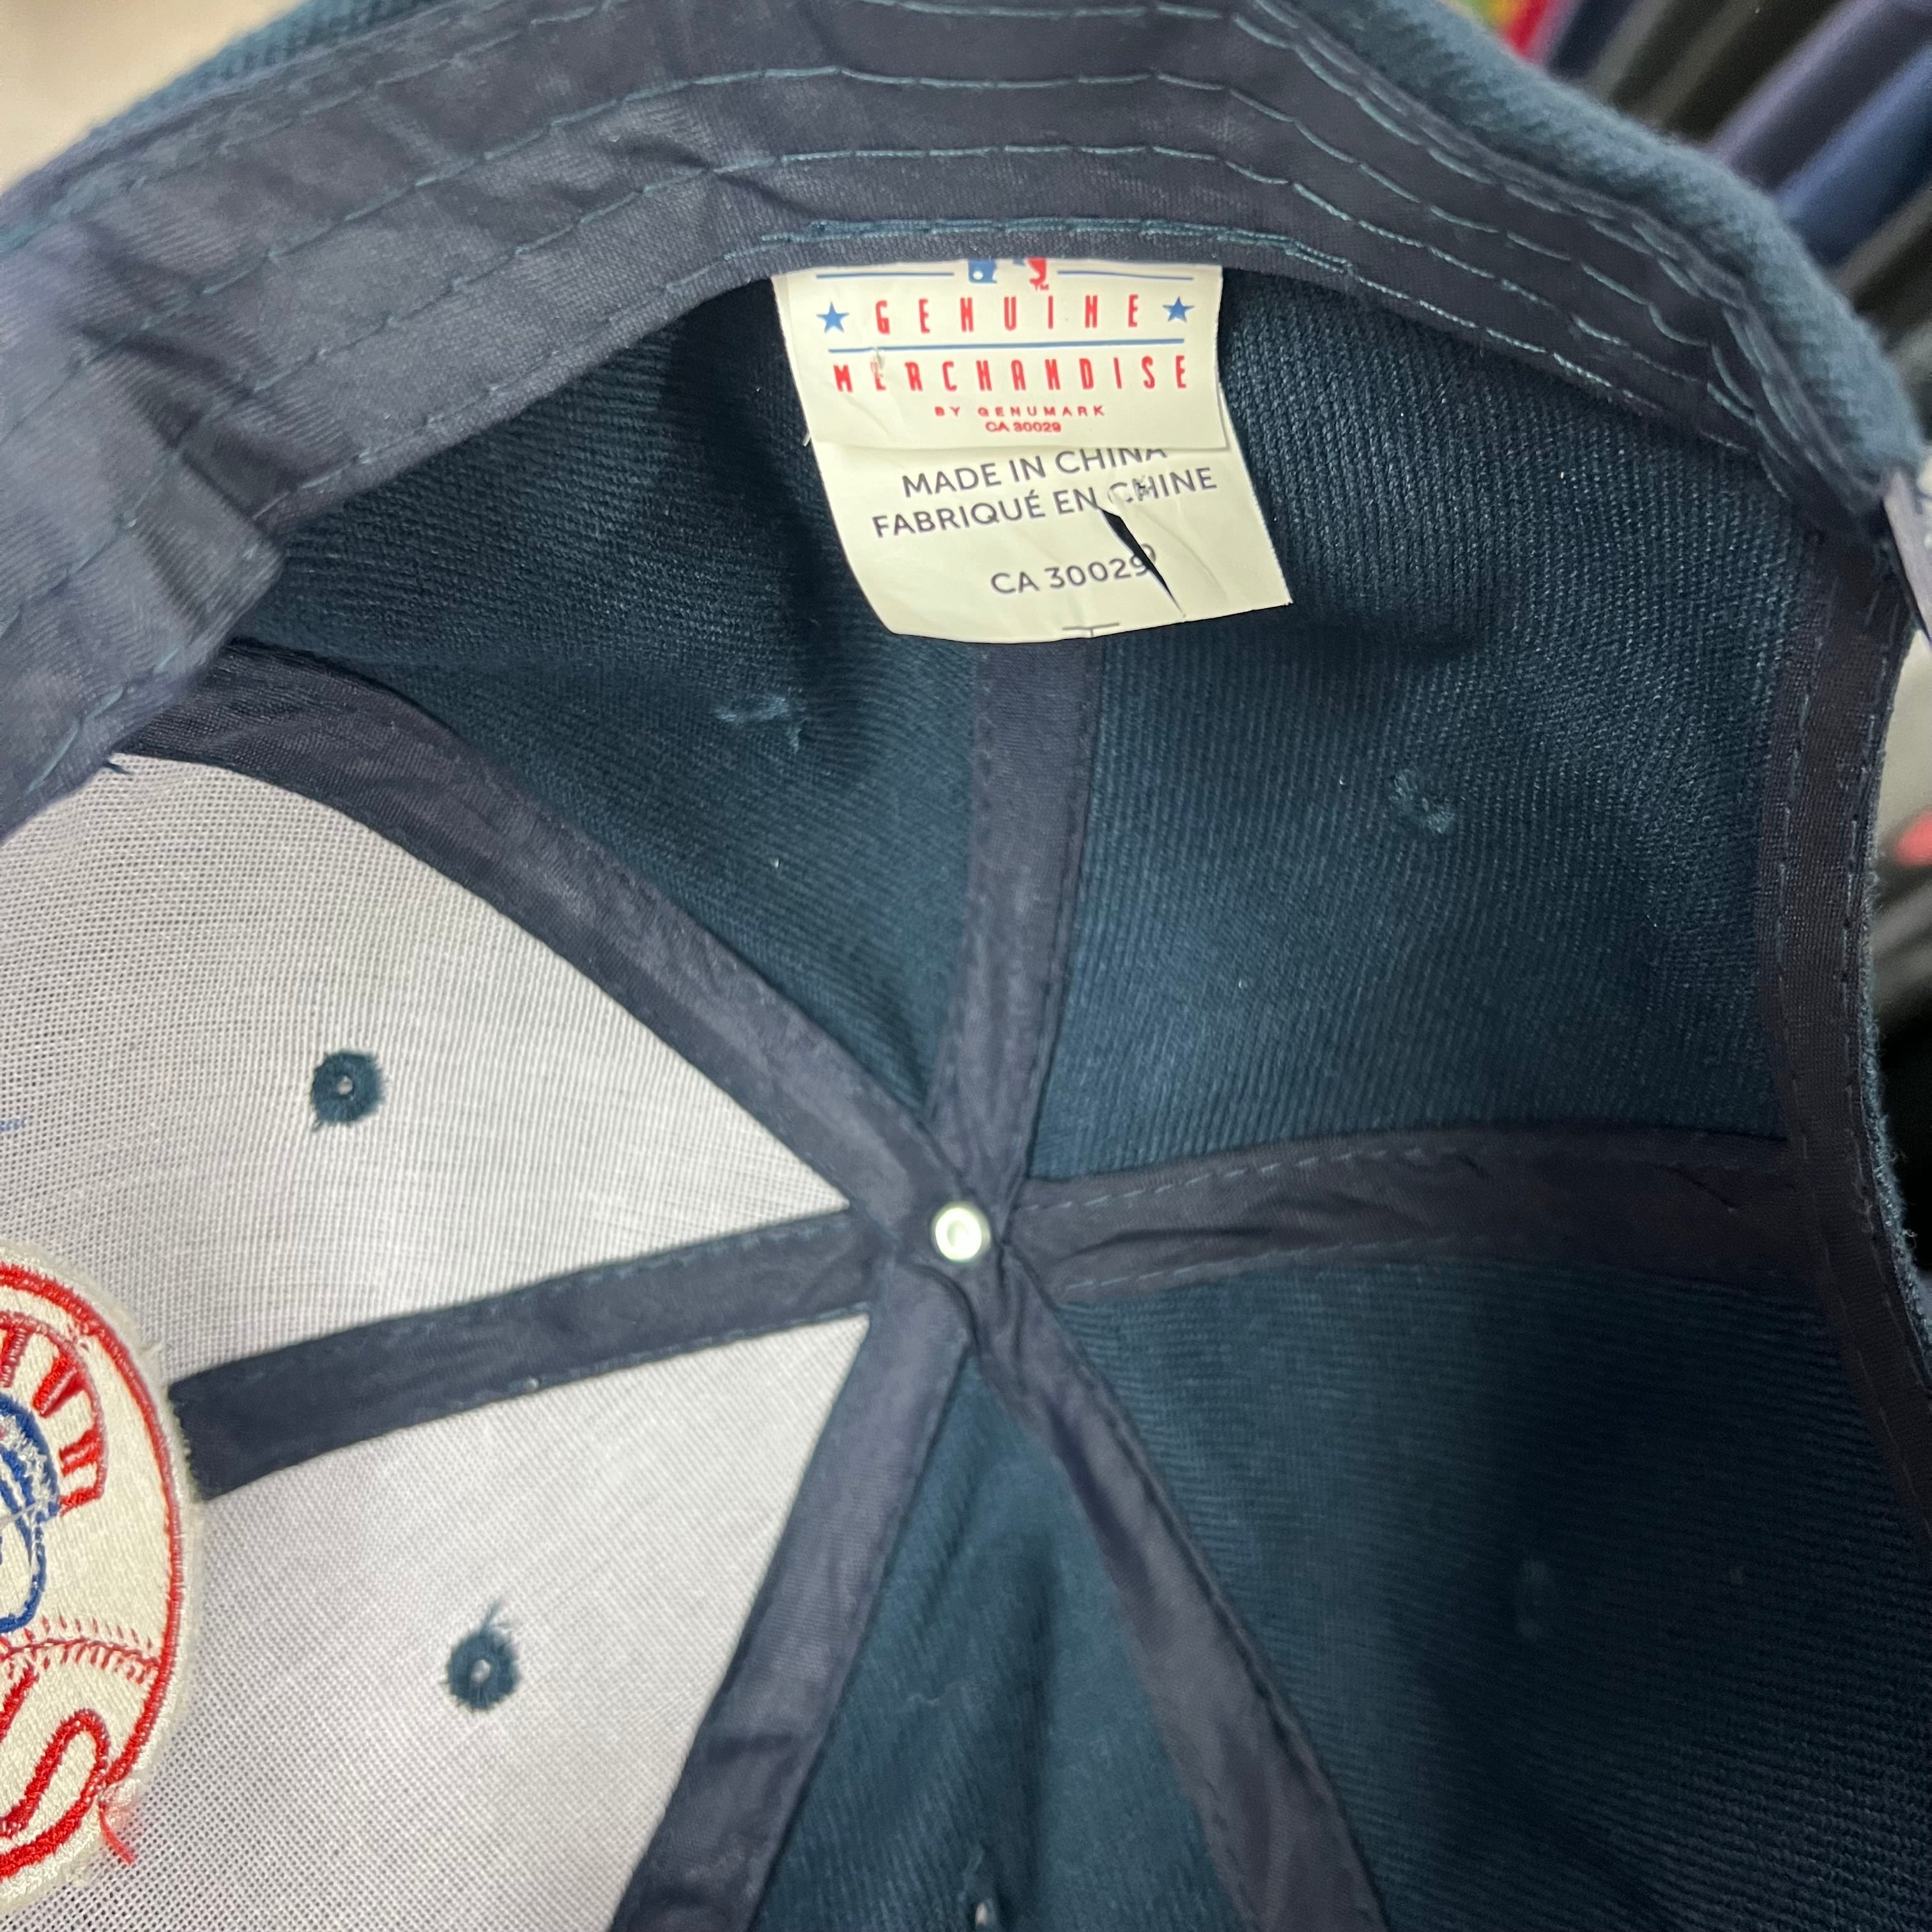 GENUINE
MERCHANDISE
BY GENUMARK
CA 30029
MADE IN CHINA
FABRIQUÉ EN CHINE
CA 30029